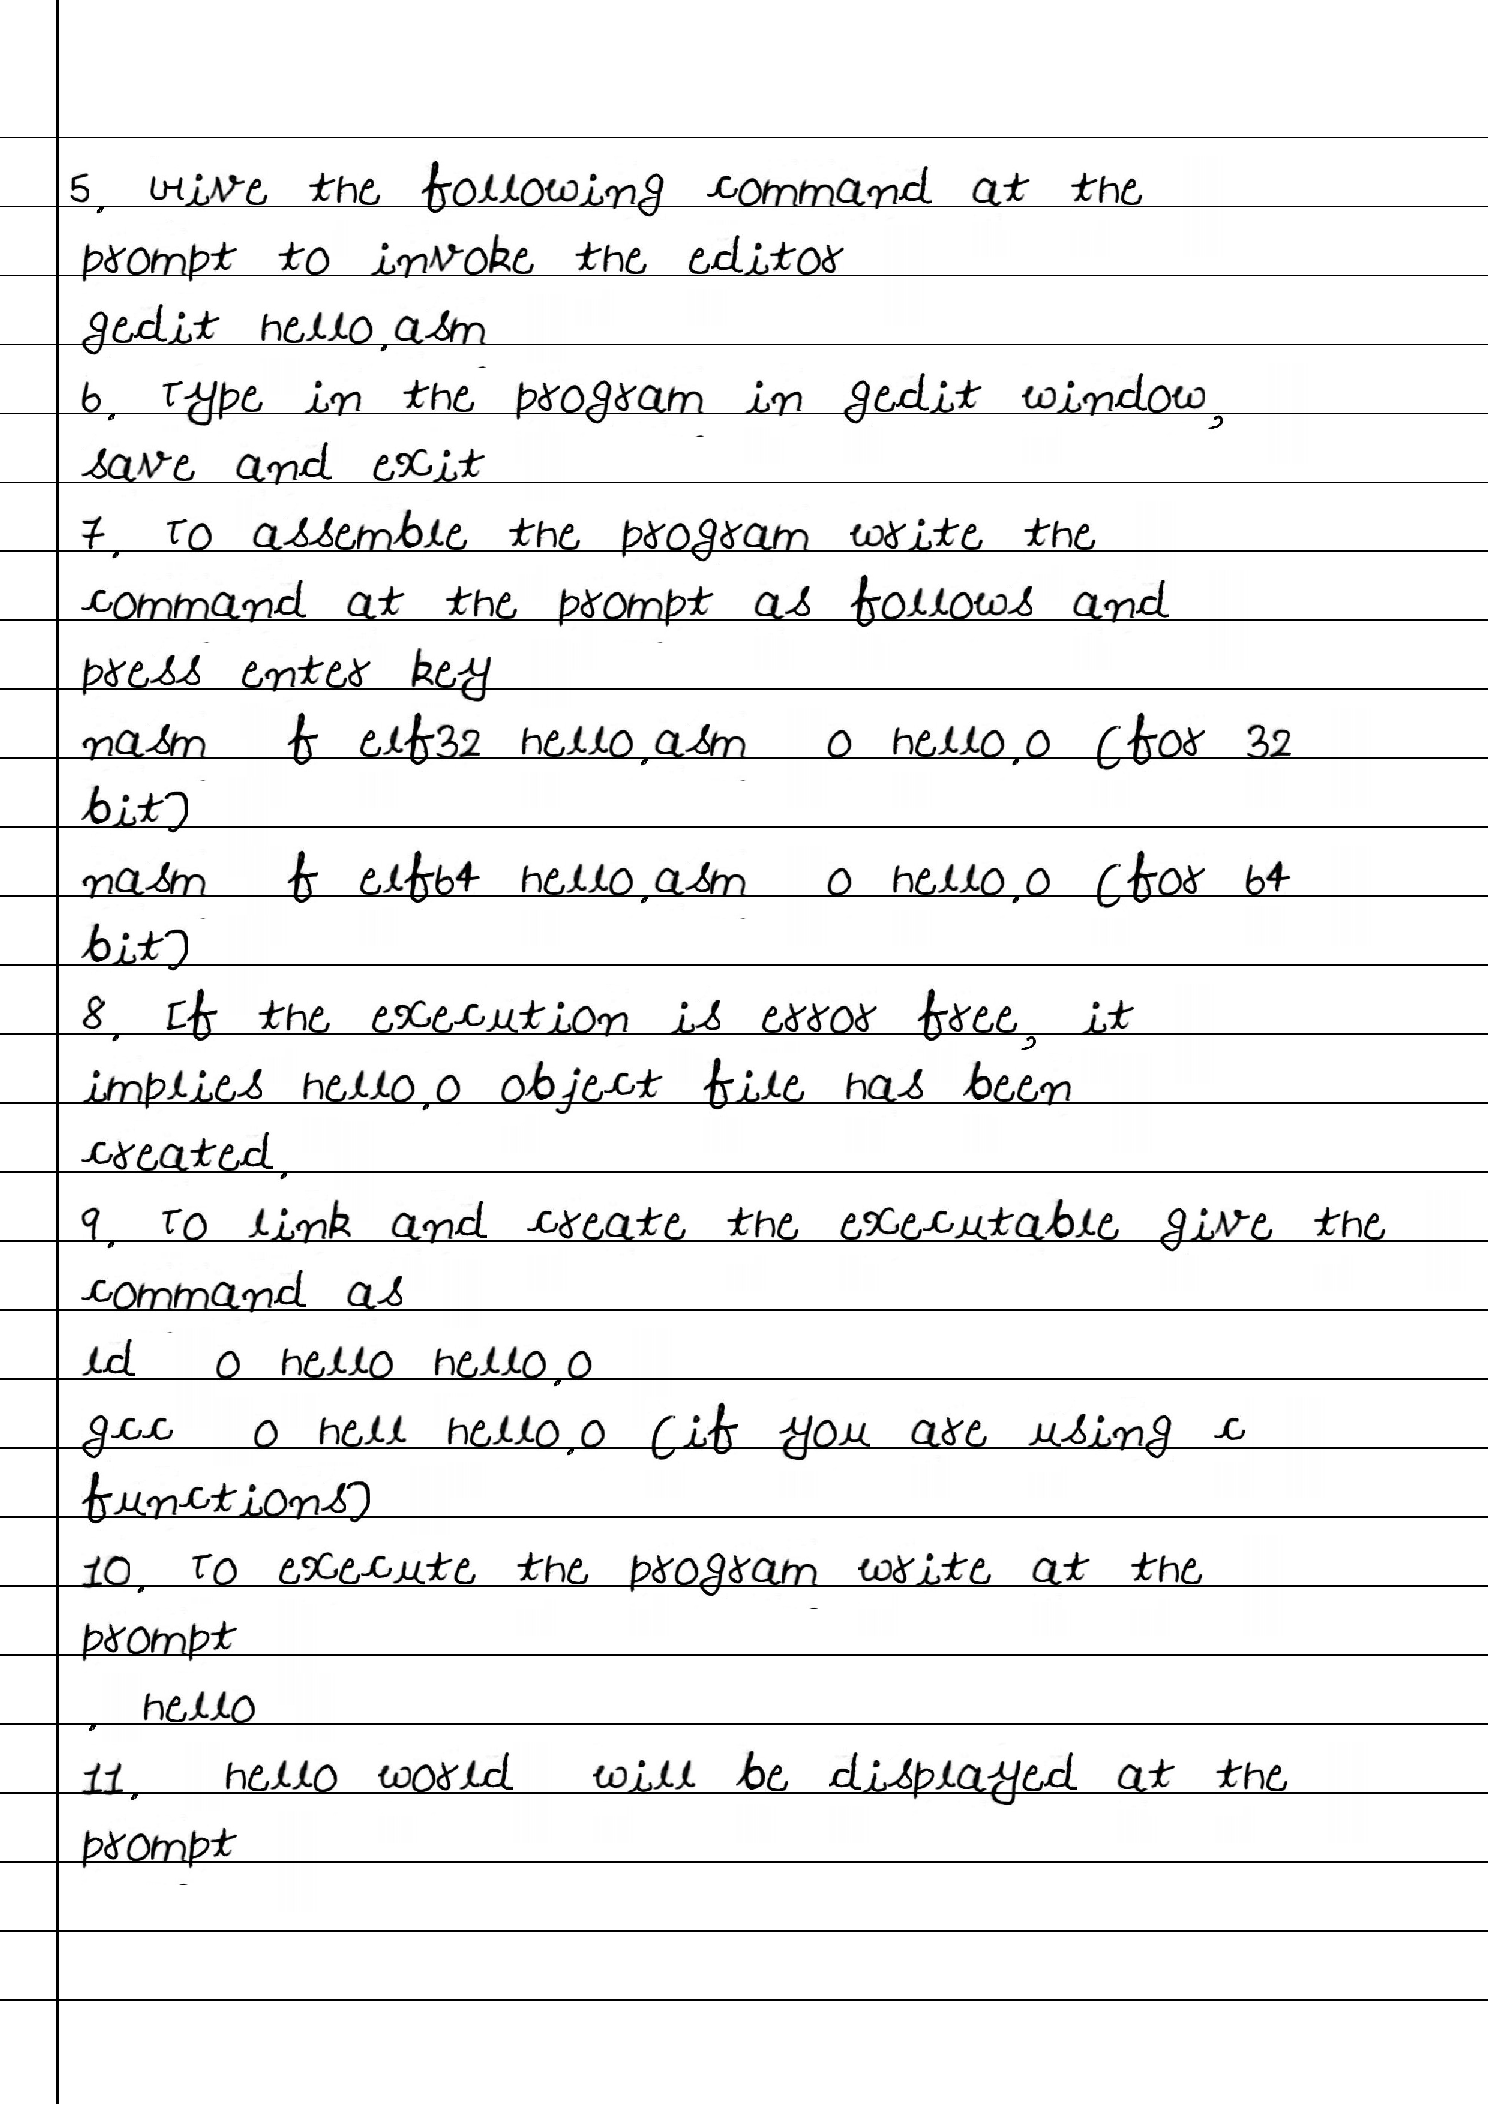 5. Give the following command at the
prompt to invoke the editor
gedit hello.asm
6. Type in the program in gedit window,
save and exit
7. To assemble the program write the
command at the prompt as follows and
press enter key
nasm f elf32 hello.asm o hello.o (for 32
bit)
nasm f elf64 hello.asm o hello.o (for 64
bit)
8. If the execution is error free, it
implies hello.o object file has been
created.
9. To link and create the executable give the
command as
ld o hello hello.o
gcc o hell hello.o (if you are using c
functions)
10. To execute the program write at the
prompt
. hello
11. hello world will be displayed at the
prompt